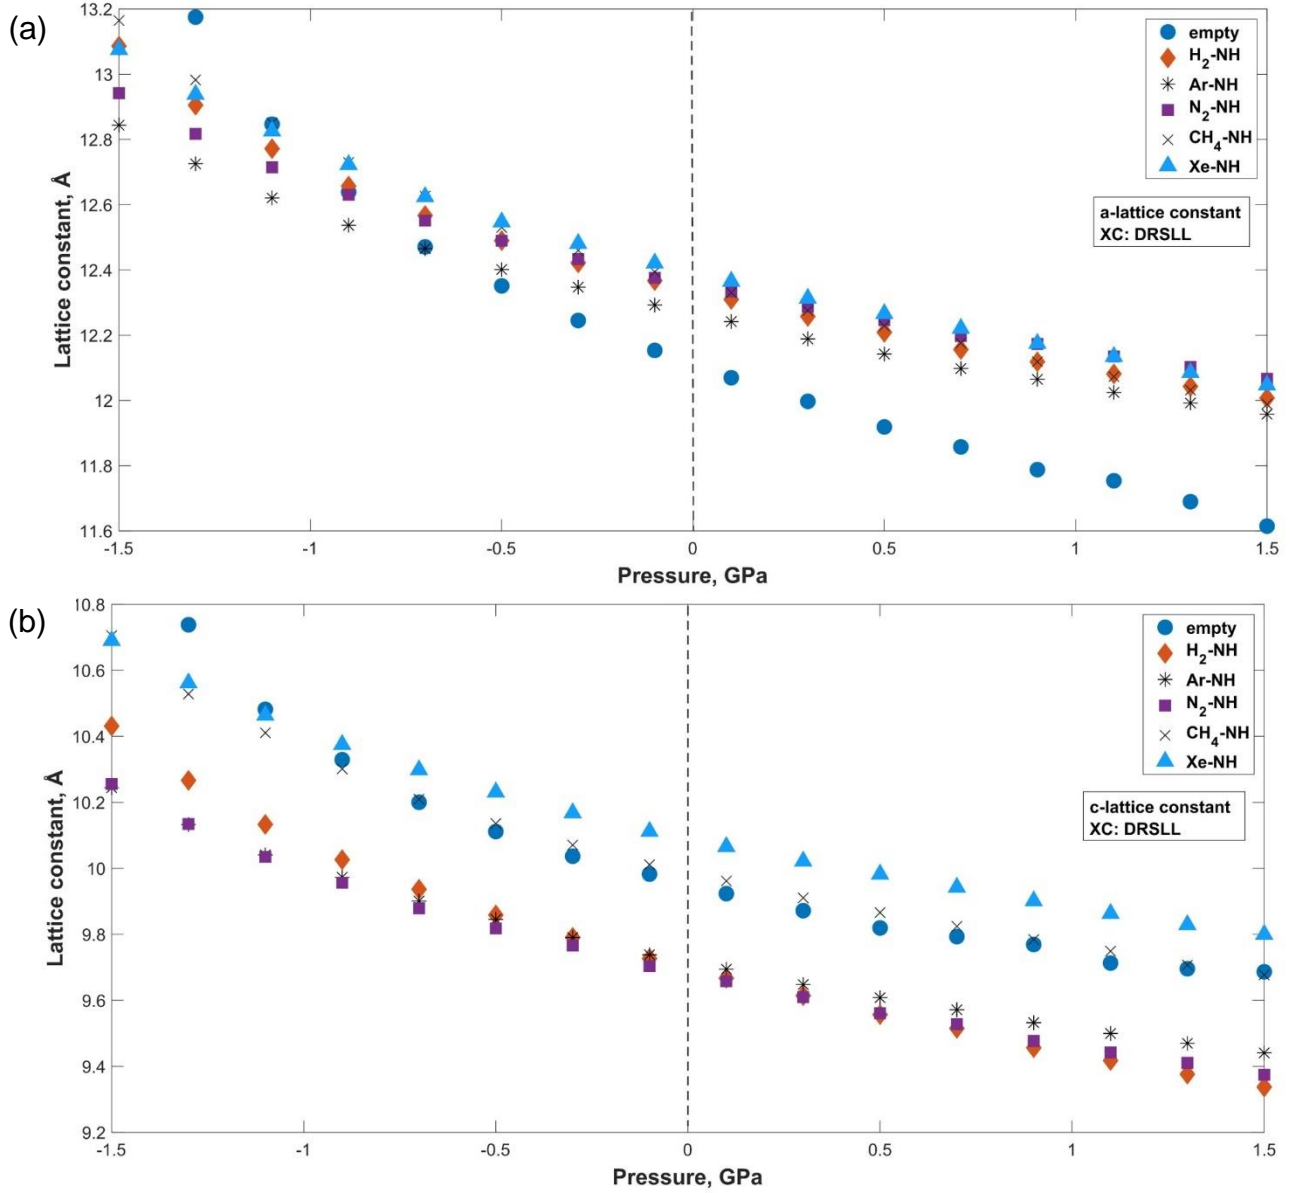 (a)
13.2
13
12.8
12.6
12.4
12.2
12
11.8
11.6
Lattice constant, Å
-1.5
-1
-0.5
0
0.5
1
1.5
Pressure, GPa
empty
H2-NH
Ar-NH
N2-NH
CH4-NH
Xe-NH
a-lattice constant
XC: DRSLL
(b)
10.8
10.6
10.4
10.2
10
9.8
9.6
9.4
9.2
Lattice constant, Å
-1.5
-1
-0.5
0
0.5
1
1.5
Pressure, GPa
empty
H2-NH
Ar-NH
N2-NH
CH4-NH
Xe-NH
c-lattice constant
XC: DRSLL